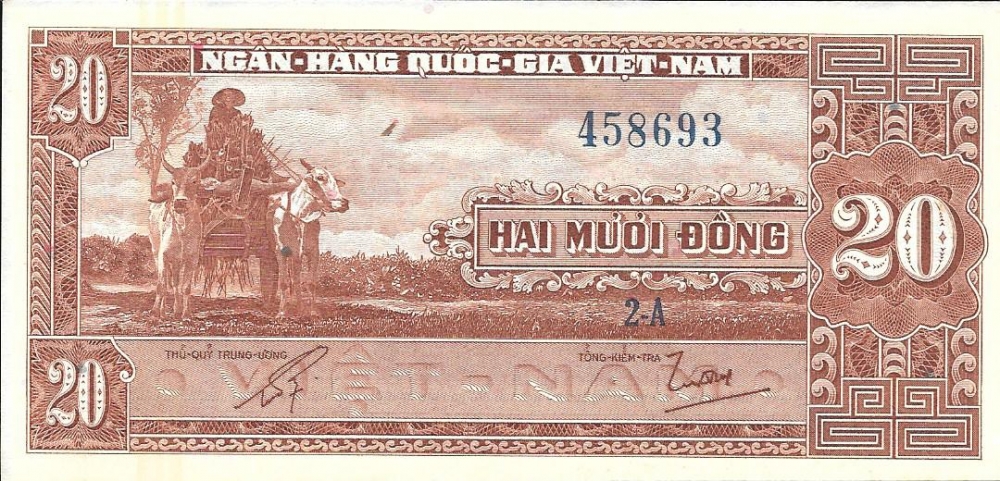 20
NGÂN-HÀNG QUỐC-GIA VIỆT-NAM
458693
HAI MƯƠI ĐỒNG
20
2-A
THỦ-QUỸ TRUNG-ƯƠNG
TỔNG-KIỂM-TRA
VIỆT-NAM
20